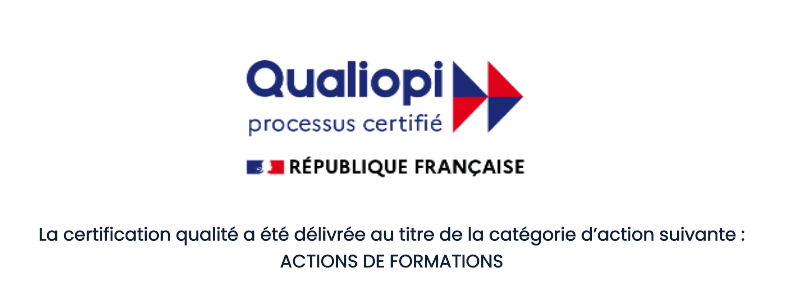 Qualiopi
processus certifié
RÉPUBLIQUE FRANÇAISE
La certification qualité a été délivrée au titre de la catégorie d’action suivante :
ACTIONS DE FORMATIONS